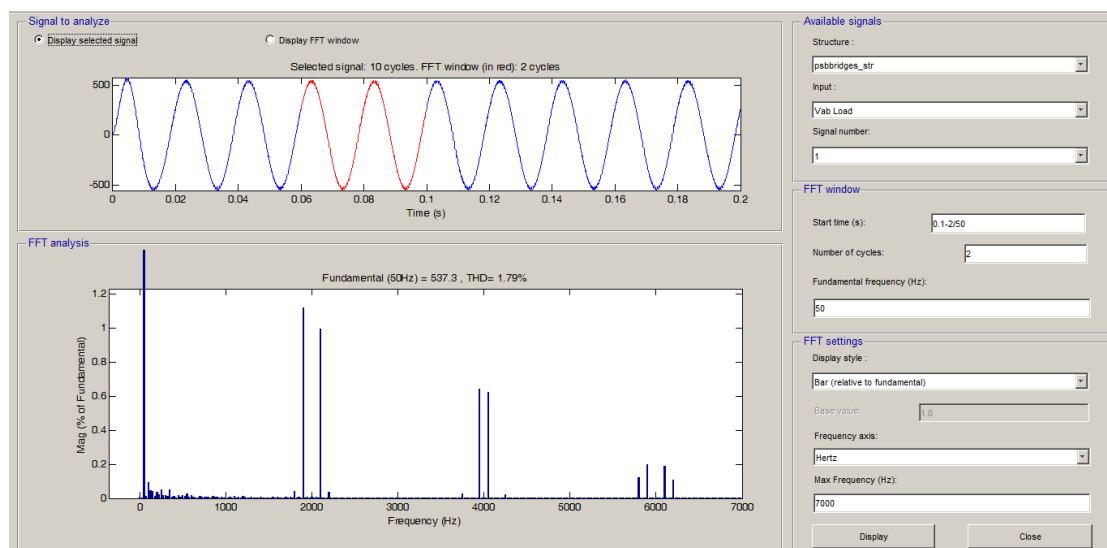 Signal to analyze
Display selected signal
Display FFT window
Selected signal: 10 cycles. FFT window (in red): 2 cycles
500
0
-500
0 0.02 0.04 0.06 0.08 0.1 0.12 0.14 0.16 0.18 0.2
Time (s)
FFT analysis
Fundamental (50Hz) = 537.3 , THD= 1.79%
1.2
1
0.8
0.6
0.4
0.2
0
Mag (% of Fundamental)
0 1000 2000 3000 4000 5000 6000 7000
Frequency (Hz)
Available signals
Structure :
psbbridges_str
Input :
Vab Load
Signal number:
1
FFT window
Start time (s): 0.1-2/50
Number of cycles: 2
Fundamental frequency (Hz):
50
FFT settings
Display style :
Bar (relative to fundamental)
Base value: 1.0
Frequency axis:
Hertz
Max Frequency (Hz):
7000
Display Close